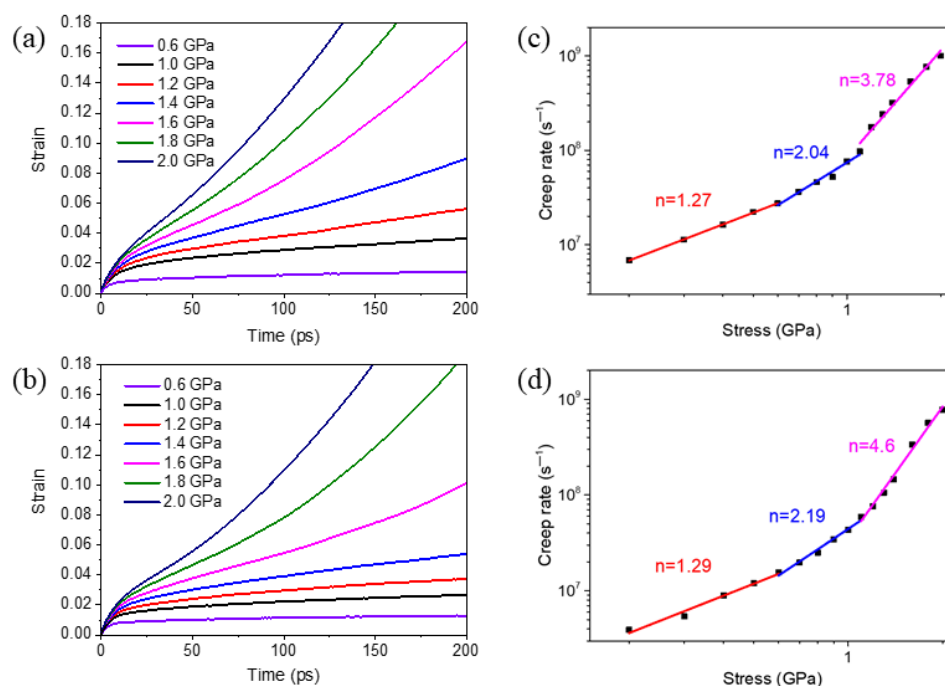 (a)
0.18
0.16
0.14
0.12
0.10
0.08
0.06
0.04
0.02
0.00
Strain
0.6 GPa
1.0 GPa
1.2 GPa
1.4 GPa
1.6 GPa
1.8 GPa
2.0 GPa
0
50
100
150
200
Time (ps)
(c)
10⁹
10⁸
10⁷
Creep rate (s⁻¹)
n=3.78
n=2.04
n=1.27
1
Stress (GPa)
(b)
0.18
0.16
0.14
0.12
0.10
0.08
0.06
0.04
0.02
0.00
Strain
0.6 GPa
1.0 GPa
1.2 GPa
1.4 GPa
1.6 GPa
1.8 GPa
2.0 GPa
0
50
100
150
200
Time (ps)
(d)
10⁹
10⁸
10⁷
Creep rate (s⁻¹)
n=4.6
n=2.19
n=1.29
1
Stress (GPa)